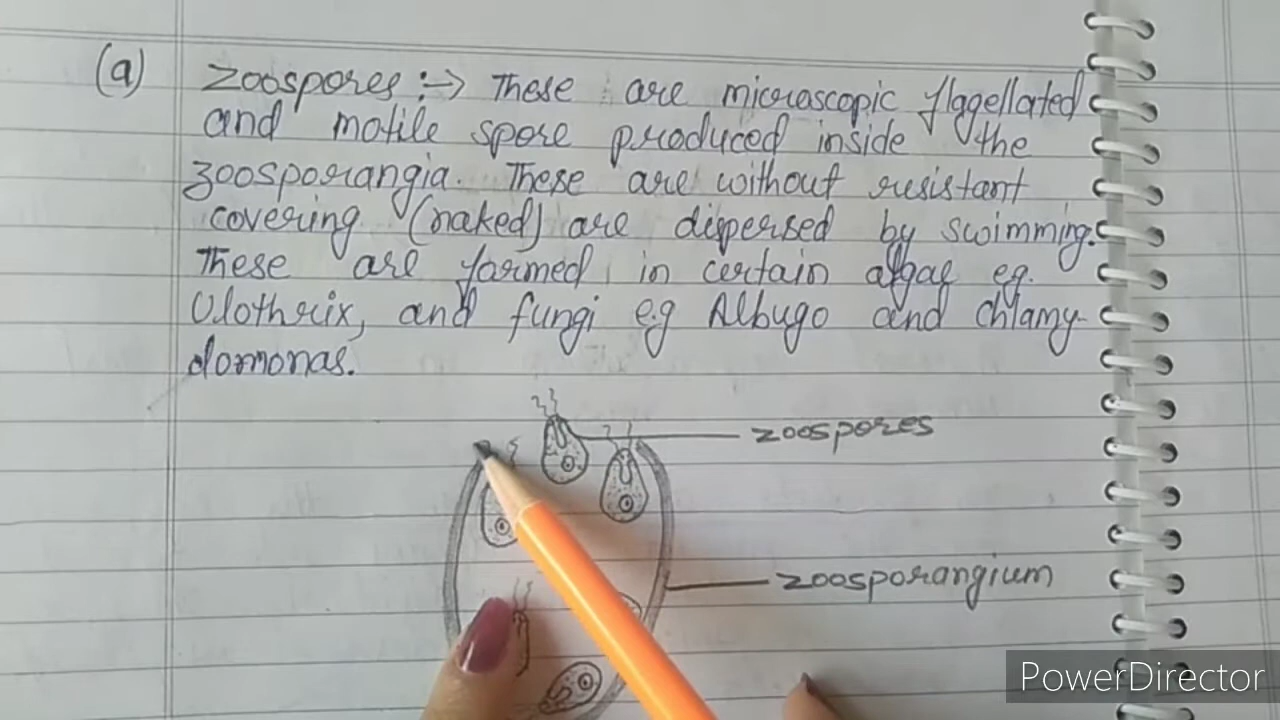 (a) Zoospores :→ These are microscopic flagellated
and motile spore produced inside the
zoosporangia. These are without resistant
covering (naked) are dispersed by swimming.
These are formed in certain algae eg.
Ulothrix, and fungi e.g Albugo and chlamy-
domonas.
zoospores
zoosporangium
PowerDirector